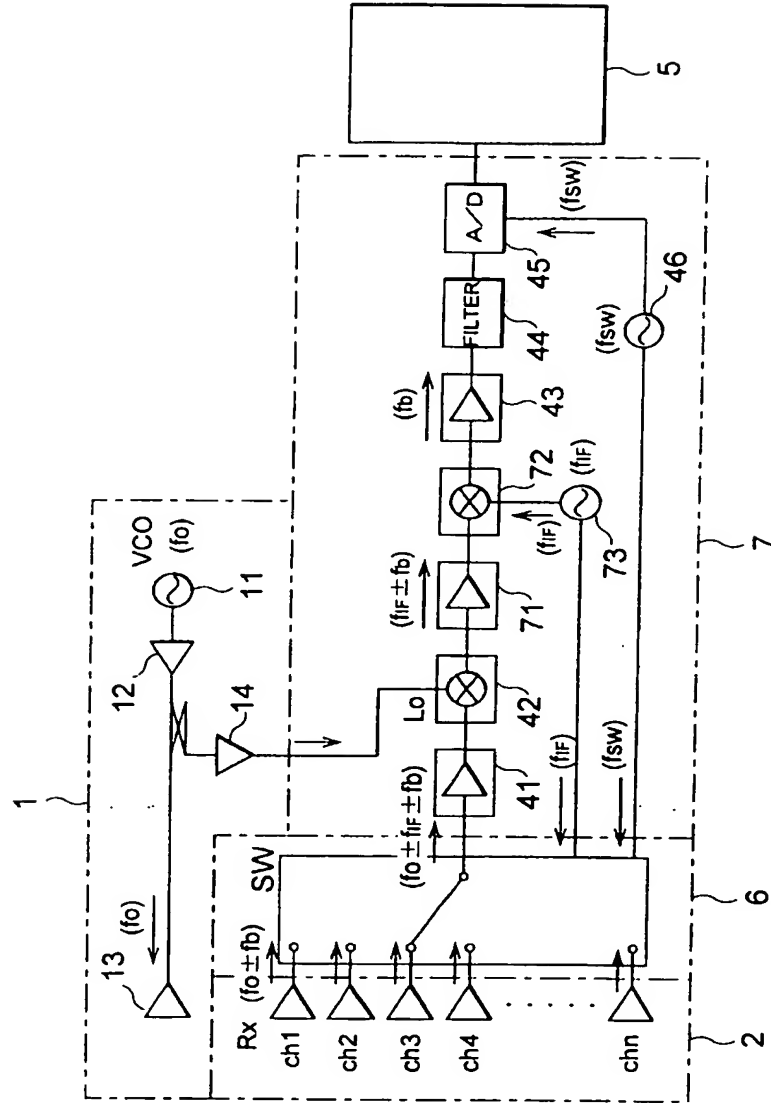 1
13
(fo)
12
VCO
(fo)
11
14
Rx
(fo±fb)
ch1
ch2
ch3
ch4
chn
2
SW
6
(fo±fIF±fb)
41
Lo
42
(fIF±fb)
71
72
(fb)
43
FILTER
44
A/D
45
(fsw)
5
(fIF)
73
(fIF)
(fIF)
(fsw)
46
(fsw)
7